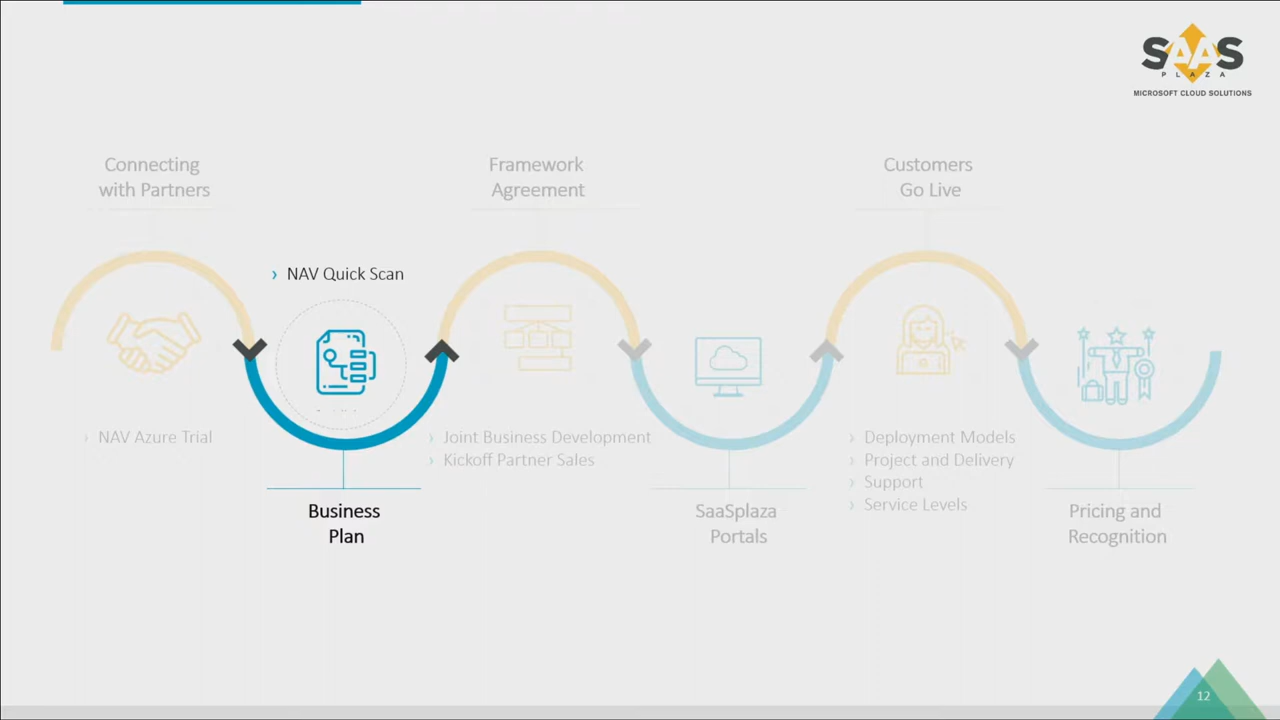 SAAS
PLAZA
MICROSOFT CLOUD SOLUTIONS
Connecting
with Partners
Framework
Agreement
Customers
Go Live
› NAV Quick Scan
› NAV Azure Trial
› Joint Business Development
› Kickoff Partner Sales
› Deployment Models
› Project and Delivery
› Support
› Service Levels
Business
Plan
SaaSplaza
Portals
Pricing and
Recognition
12